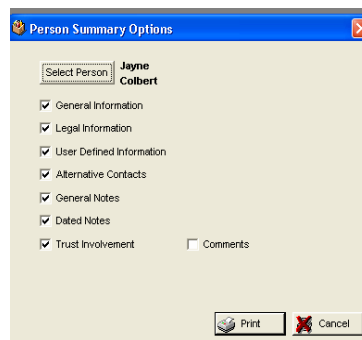 Person Summary Options
Select Person
Jayne
Colbert
General Information
Legal Information
User Defined Information
Alternative Contacts
General Notes
Dated Notes
Trust Involvement
Comments
Print
Cancel